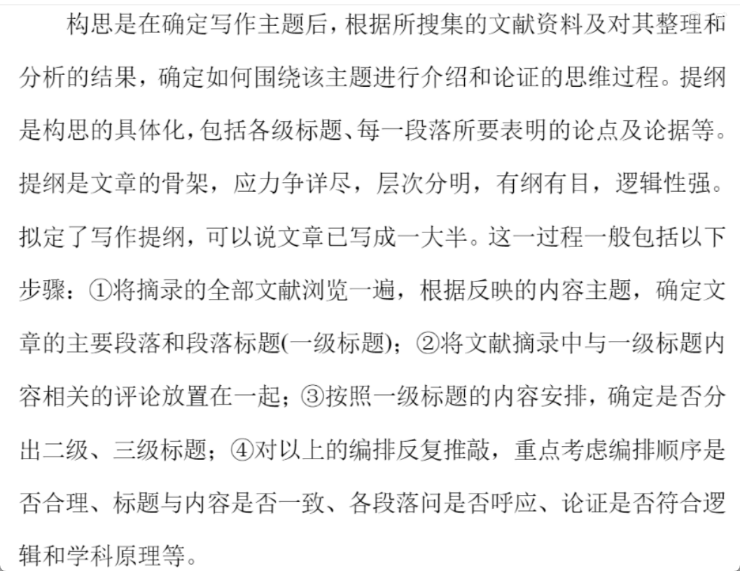 构思是在确定写作主题后，根据所搜集的文献资料及对其整理和
分析的结果，确定如何围绕该主题进行介绍和论证的思维过程。提纲
是构思的具体化，包括各级标题、每一段落所要表明的论点及论据等。
提纲是文章的骨架，应力争详尽，层次分明，有纲有目，逻辑性强。
拟定了写作提纲，可以说文章已写成一大半。这一过程一般包括以下
步骤：①将摘录的全部文献浏览一遍，根据反映的内容主题，确定文
章的主要段落和段落标题(一级标题)；②将文献摘录中与一级标题内
容相关的评论放置在一起；③按照一级标题的内容安排，确定是否分
出二级、三级标题；④对以上的编排反复推敲，重点考虑编排顺序是
否合理、标题与内容是否一致、各段落问是否呼应、论证是否符合逻
辑和学科原理等。